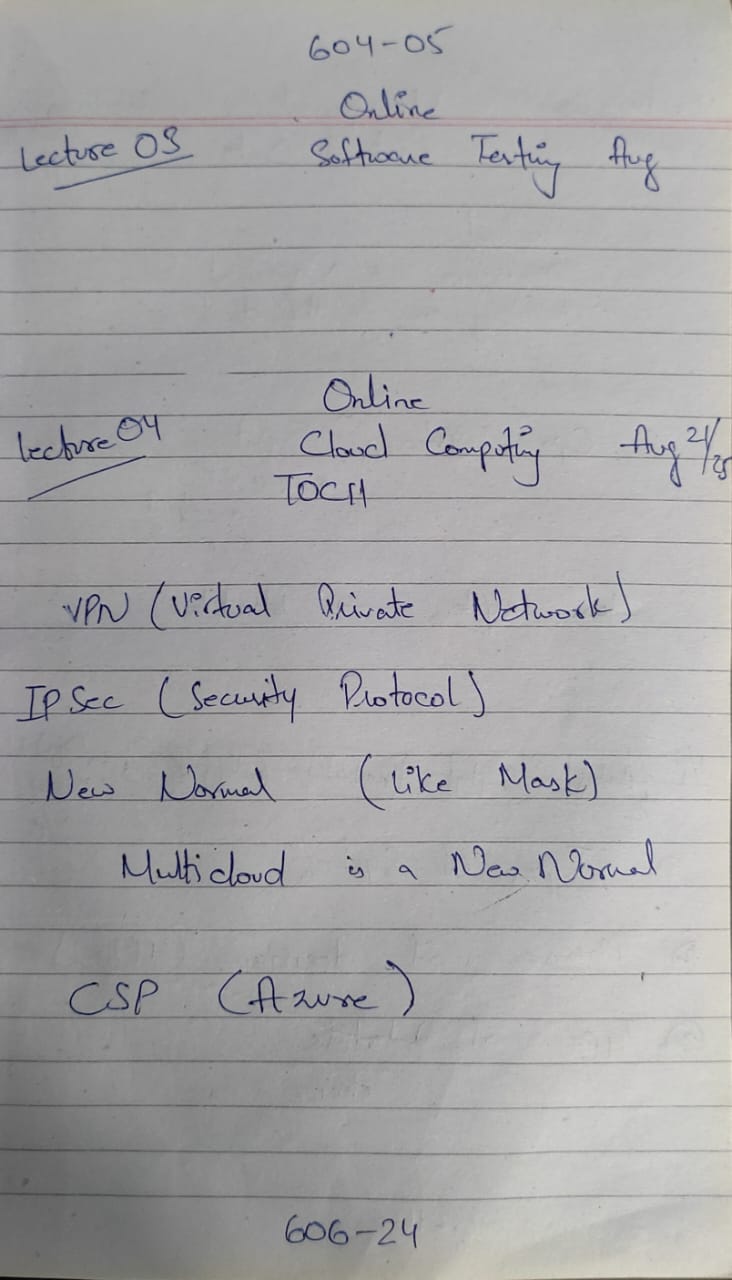 604-05
Online
Lecture 03 Software Testing Aug
Online
Lecture 04 Cloud Computing Aug 21/25
VPN (Virtual Private Network)
IP Sec (Security Protocol)
New Normal (like Mask)
Multicloud is a New Normal
CSP (Azure)
606-24